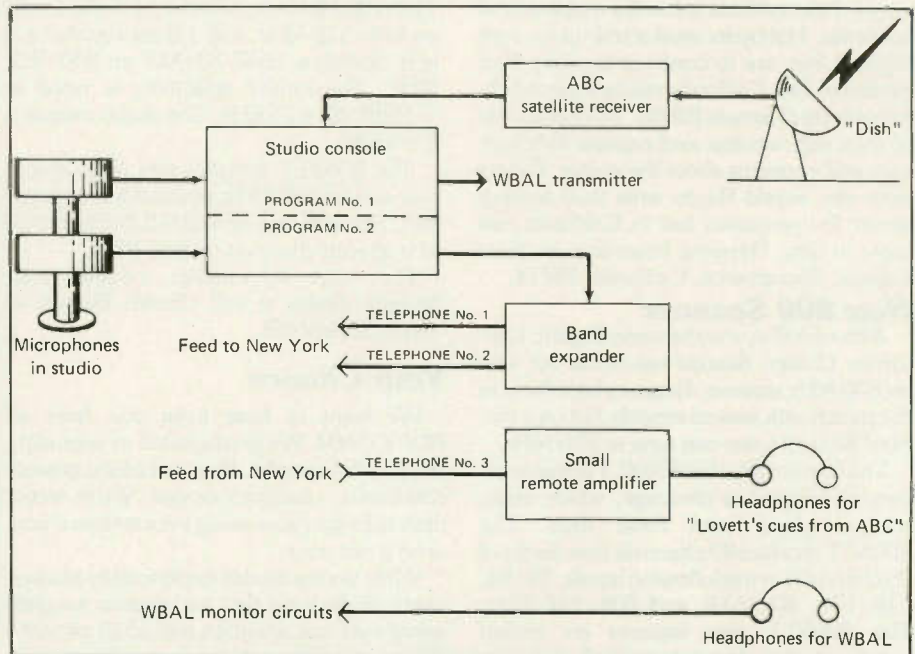 ABC
satellite receiver
"Dish"
Studio console
WBAL transmitter
PROGRAM No. 1
PROGRAM No. 2
Microphones
in studio
TELEPHONE No. 1
Feed to New York
TELEPHONE No. 2
Band
expander
Feed from New York
TELEPHONE No. 3
Small
remote amplifier
Headphones for
"Lovett's cues from ABC"
WBAL monitor circuits
Headphones for WBAL